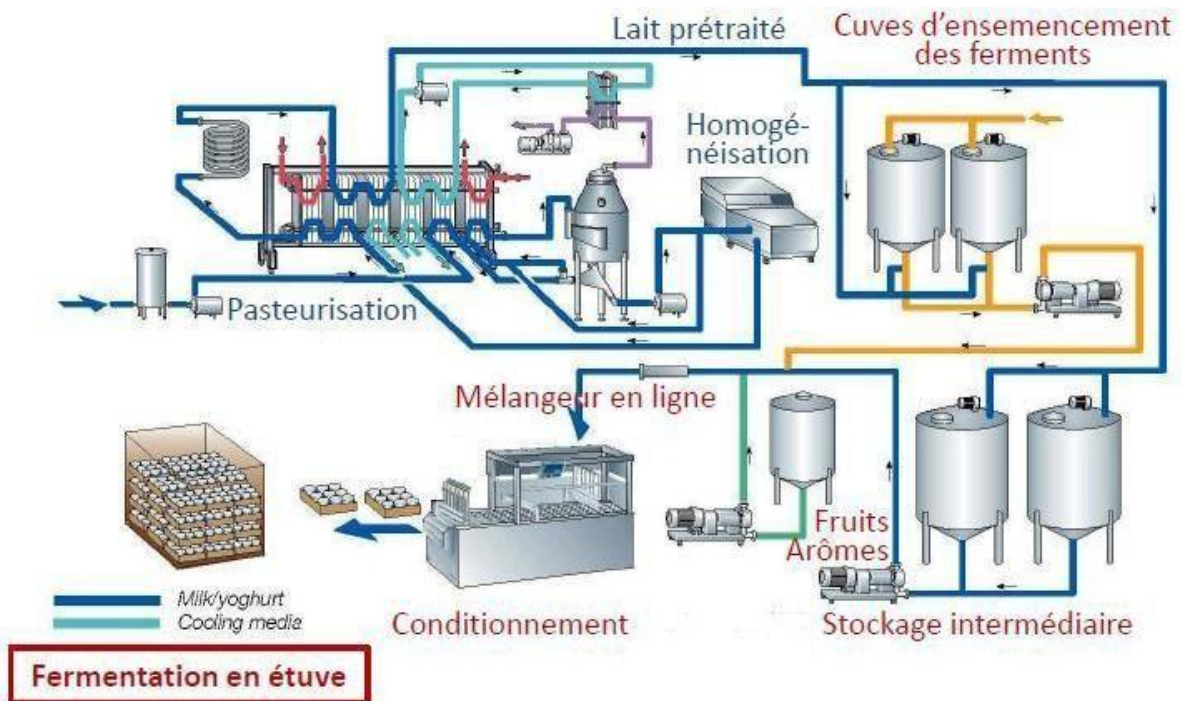 Lait prétraité
Cuves d'ensemencement
des ferments
Homogé-
néisation
Pasteurisation
Mélangeur en ligne
Fruits
Arômes
Milk/yoghurt
Cooling media
Conditionnement
Stockage intermédiaire
Fermentation en étuve